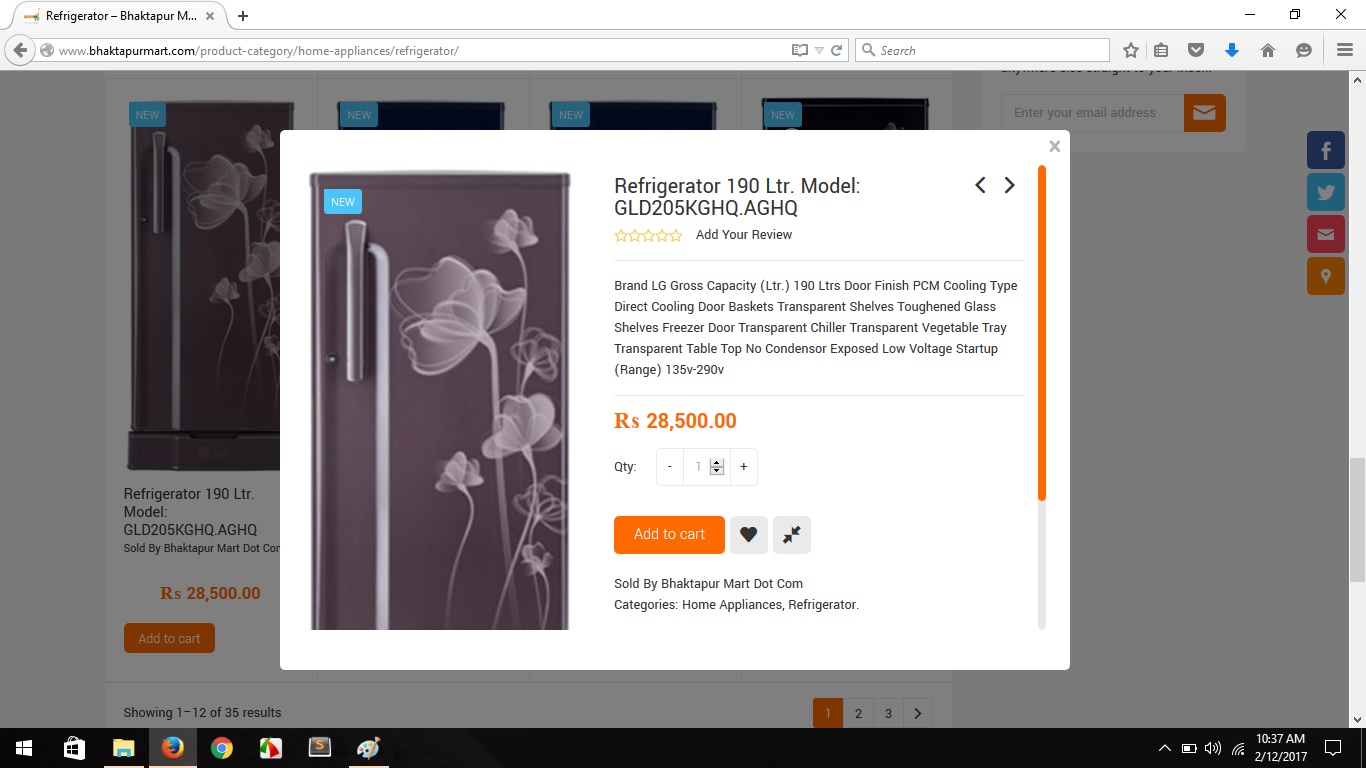 Refrigerator – Bhaktapur M...
www.bhaktapurmart.com/product-category/home-appliances/refrigerator/
Search
Enter your email address
NEW
NEW
NEW
NEW
NEW
Refrigerator 190 Ltr. Model:
GLD205KGHQ.AGHQ
Add Your Review
Brand LG Gross Capacity (Ltr.) 190 Ltrs Door Finish PCM Cooling Type
Direct Cooling Door Baskets Transparent Shelves Toughened Glass
Shelves Freezer Door Transparent Chiller Transparent Vegetable Tray
Transparent Table Top No Condensor Exposed Low Voltage Startup
(Range) 135v-290v
Rs 28,500.00
Qty:
- 1 +
Add to cart
Sold By Bhaktapur Mart Dot Com
Categories: Home Appliances, Refrigerator.
LG
Refrigerator 190 Ltr.
Model:
GLD205KGHQ.AGHQ
Sold By Bhaktapur Mart Dot Com
Rs 28,500.00
Add to cart
Showing 1–12 of 35 results
1 2 3
10:37 AM
2/12/2017